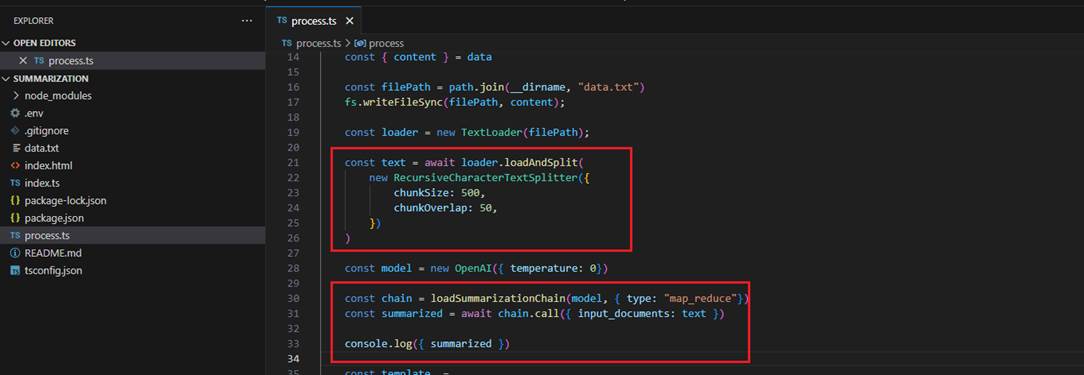 EXPLORER
...
OPEN EDITORS
TS process.ts
SUMMARIZATION
node_modules
.env
.gitignore
data.txt
index.html
index.ts
package-lock.json
package.json
process.ts
README.md
tsconfig.json
TS process.ts
TS process.ts > process
14 const { content } = data
15
16 const filePath = path.join(__dirname, "data.txt")
17 fs.writeFileSync(filePath, content);
18
19 const loader = new TextLoader(filePath);
20
21 const text = await loader.loadAndSplit(
22 new RecursiveCharacterTextSplitter({
23 chunkSize: 500,
24 chunkOverlap: 50,
25 })
26 )
27
28 const model = new OpenAI({ temperature: 0})
29
30 const chain = loadSummarizationChain(model, { type: "map_reduce"})
31 const summarized = await chain.call({ input_documents: text })
32
33 console.log({ summarized })
34
35 const template =